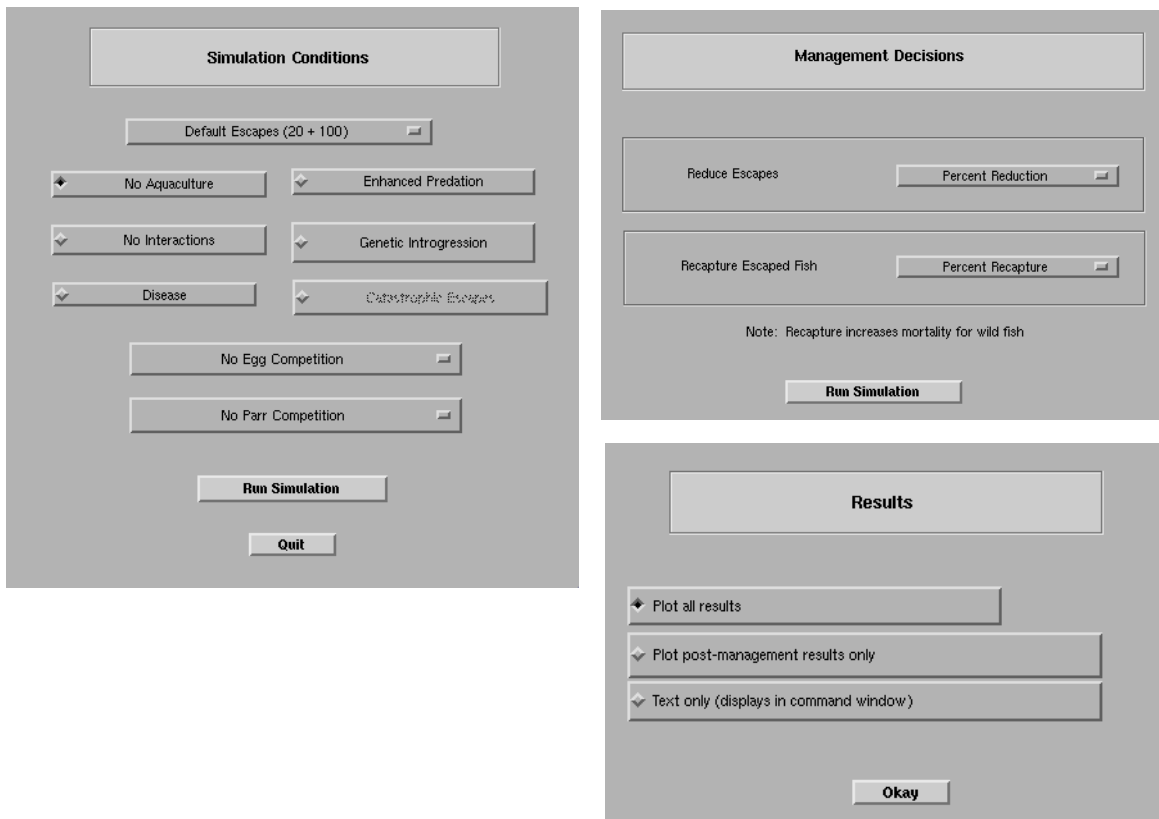 Simulation Conditions
Default Escapes (20 + 100)
No Aquaculture
Enhanced Predation
No Interactions
Genetic Introgression
Disease
Catastrophic Escapes
No Egg Competition
No Parr Competition
Run Simulation
Quit
Management Decisions
Reduce Escapes
Percent Reduction
Recapture Escaped Fish
Percent Recapture
Note: Recapture increases mortality for wild fish
Run Simulation
Results
Plot all results
Plot post-management results only
Text only (displays in command window)
Okay